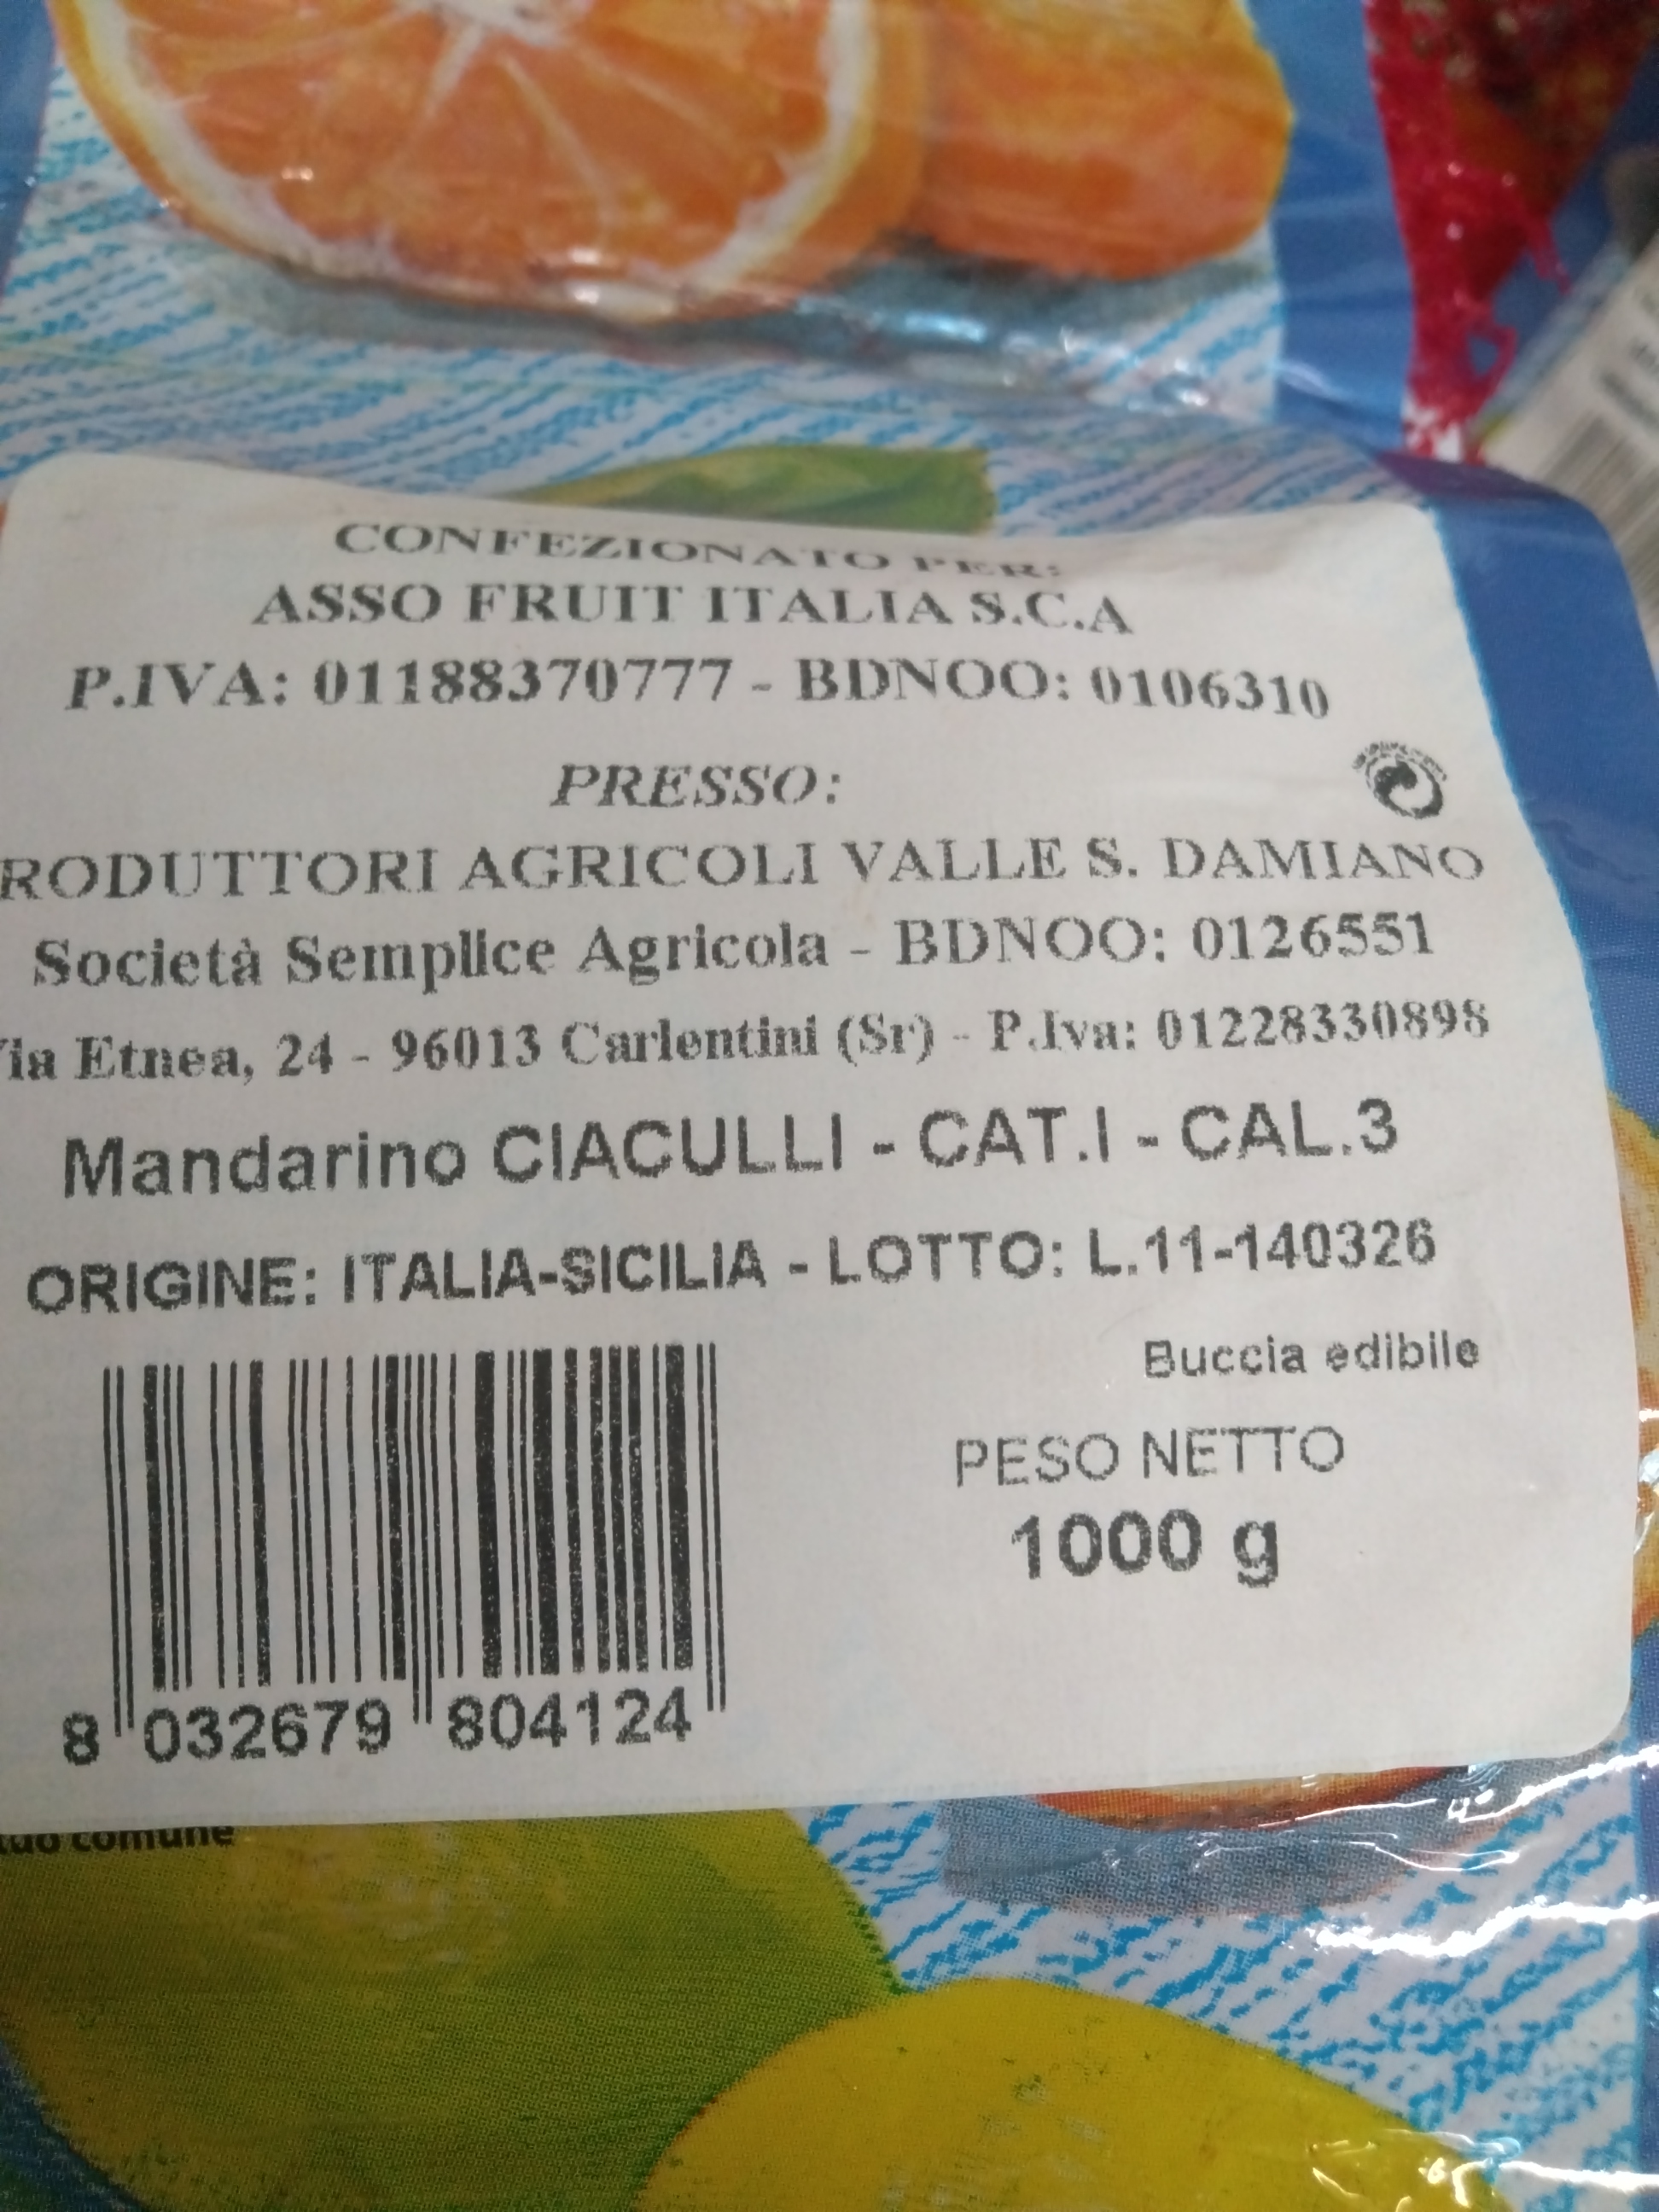 CONFEZIONATO PER:
ASSO FRUIT ITALIA S.C.A
P.IVA: 01188370777 - BDNOO: 0106310
PRESSO:
RODUTTORI AGRICOLI VALLE S. DAMIANO
Società Semplice Agricola - BDNOO: 0126551
Via Etnea, 24 - 96013 Carlentini (Sr) - P.Iva: 01228330898
Mandarino CIACULLI - CAT.I - CAL.3
ORIGINE: ITALIA-SICILIA - LOTTO: L.11-140326
Buccia edibile
PESO NETTO
1000 g
8 032679 804124
tuo comune